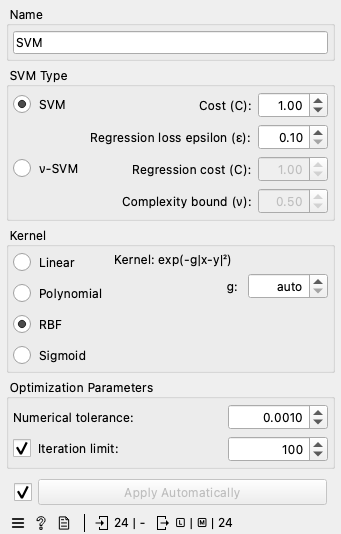 Name
SVM
SVM Type
SVM Cost (C): 1.00
Regression loss epsilon (ε): 0.10
ν-SVM Regression cost (C): 1.00
Complexity bound (ν): 0.50
Kernel
Linear Kernel: exp(-g|x-y|²)
g: auto
Polynomial
RBF
Sigmoid
Optimization Parameters
Numerical tolerance: 0.0010
Iteration limit: 100
Apply Automatically
? | 24 | - L | M | 24